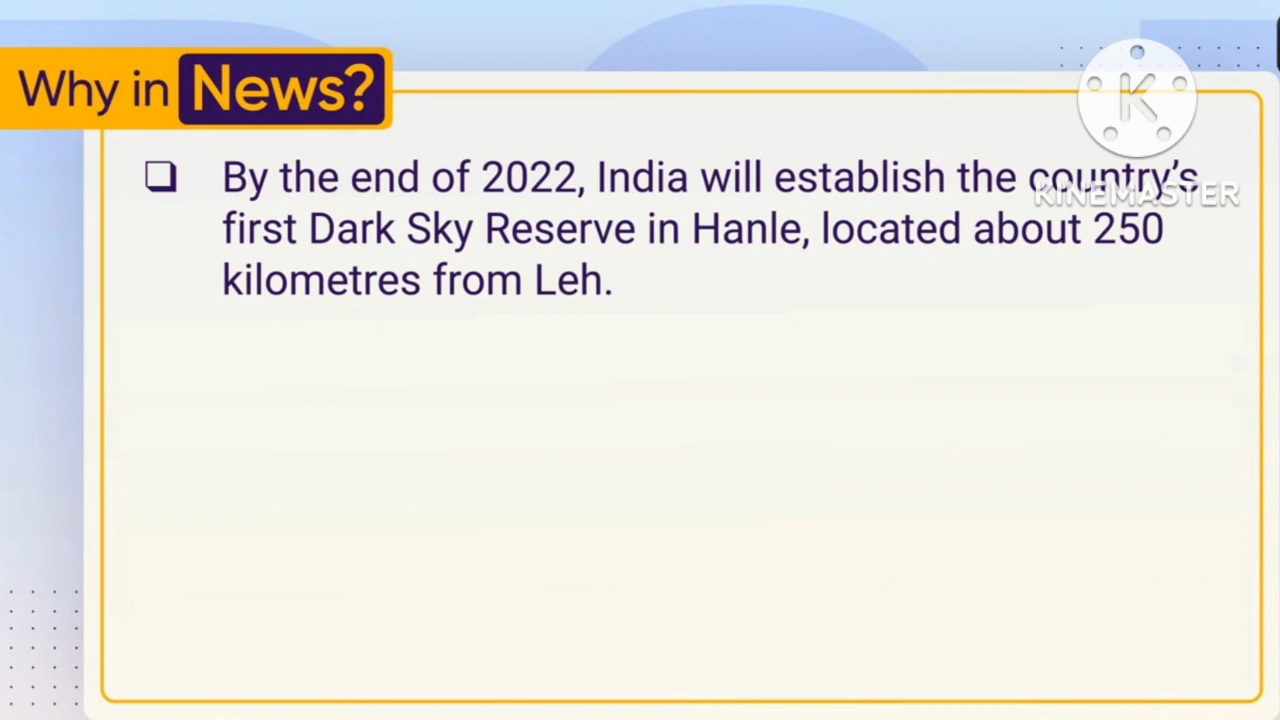 Why in News?
K
KINEMASTER
❑ By the end of 2022, India will establish the country's
first Dark Sky Reserve in Hanle, located about 250
kilometres from Leh.